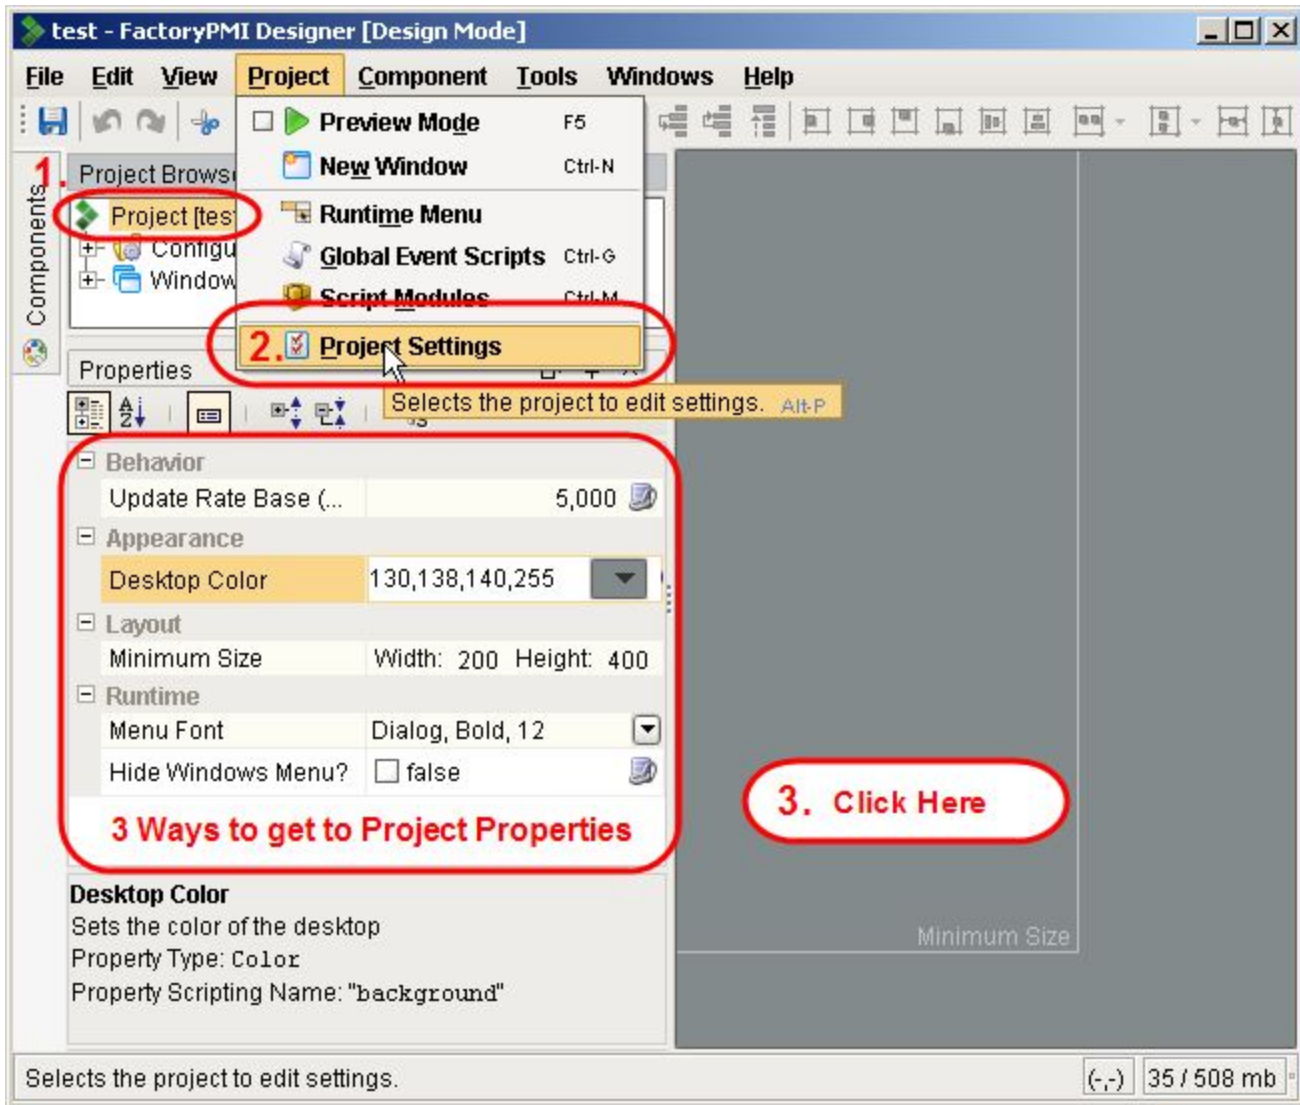 test - FactoryPMI Designer [Design Mode]
File Edit View Project Component Tools Windows Help
Preview Mode F5
New Window Ctrl-N
Runtime Menu
Global Event Scripts Ctrl-G
Script Modules Ctrl-M
2. Project Settings
Selects the project to edit settings. Alt-P
Components
1. Project Browse
Project [tes
Configu
Window
Properties
Behavior
Update Rate Base (... 5,000
Appearance
Desktop Color 130,138,140,255
Layout
Minimum Size Width: 200 Height: 400
Runtime
Menu Font Dialog, Bold, 12
Hide Windows Menu? false
3 Ways to get to Project Properties
3. Click Here
Minimum Size
Desktop Color
Sets the color of the desktop
Property Type: Color
Property Scripting Name: "background"
Selects the project to edit settings. (-,-) 35 / 508 mb